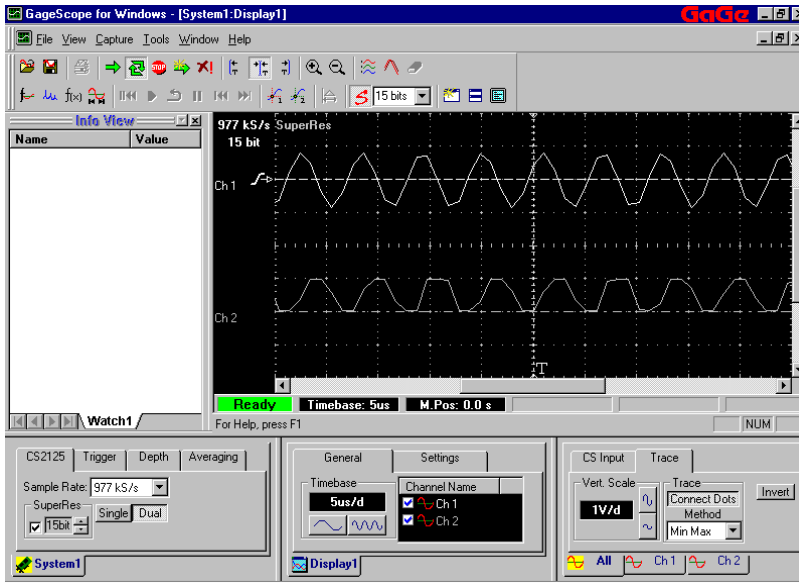 GageScope for Windows - [System1:Display1]
GaGe
File View Capture Tools Window Help
STOP
f(x)
15 bits
Info View
Name Value
977 kS/s SuperRes
15 bit
Ch 1
Ch 2
T
Ready Timebase: 5us M.Pos: 0.0 s
Watch1
For Help, press F1
NUM
CS2125 Trigger Depth Averaging
Sample Rate: 977 kS/s
SuperRes
15bit
Single Dual
System1
General Settings
Timebase
5us/d
Channel Name
Ch 1
Ch 2
Display1
CS Input Trace
Vert. Scale
1V/d
Trace
Connect Dots
Method
Min Max
Invert
All Ch 1 Ch 2